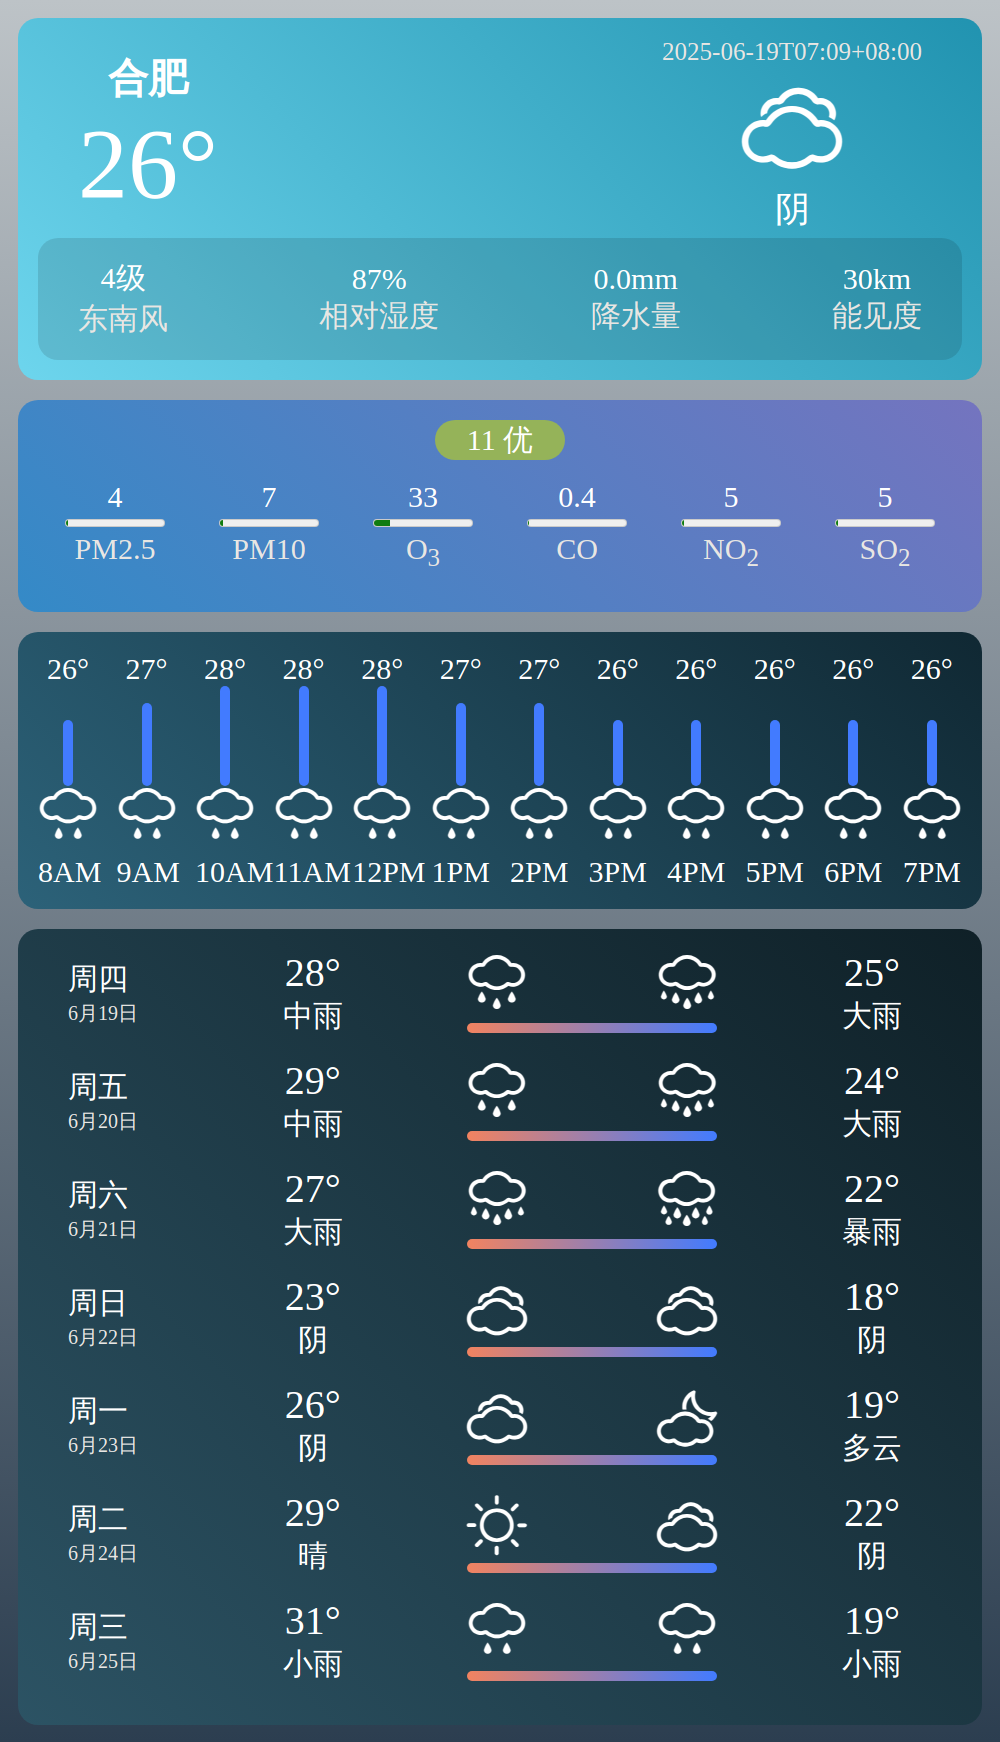 合肥
2025-06-19T07:09+08:00
26°
阴
4级 87% 0.0mm 30km
东南风 相对湿度 降水量 能见度
11 优
4 7 33 0.4 5 5
PM2.5 PM10 O3 CO NO2 SO2
26° 27° 28° 28° 28° 27° 27° 26° 26° 26° 26° 26°
8AM 9AM 10AM 11AM 12PM 1PM 2PM 3PM 4PM 5PM 6PM 7PM
周四 28° 25°
6月19日 中雨 大雨
周五 29° 24°
6月20日 中雨 大雨
周六 27° 22°
6月21日 大雨 暴雨
周日 23° 18°
6月22日 阴 阴
周一 26° 19°
6月23日 阴 多云
周二 29° 22°
6月24日 晴 阴
周三 31° 19°
6月25日 小雨 小雨